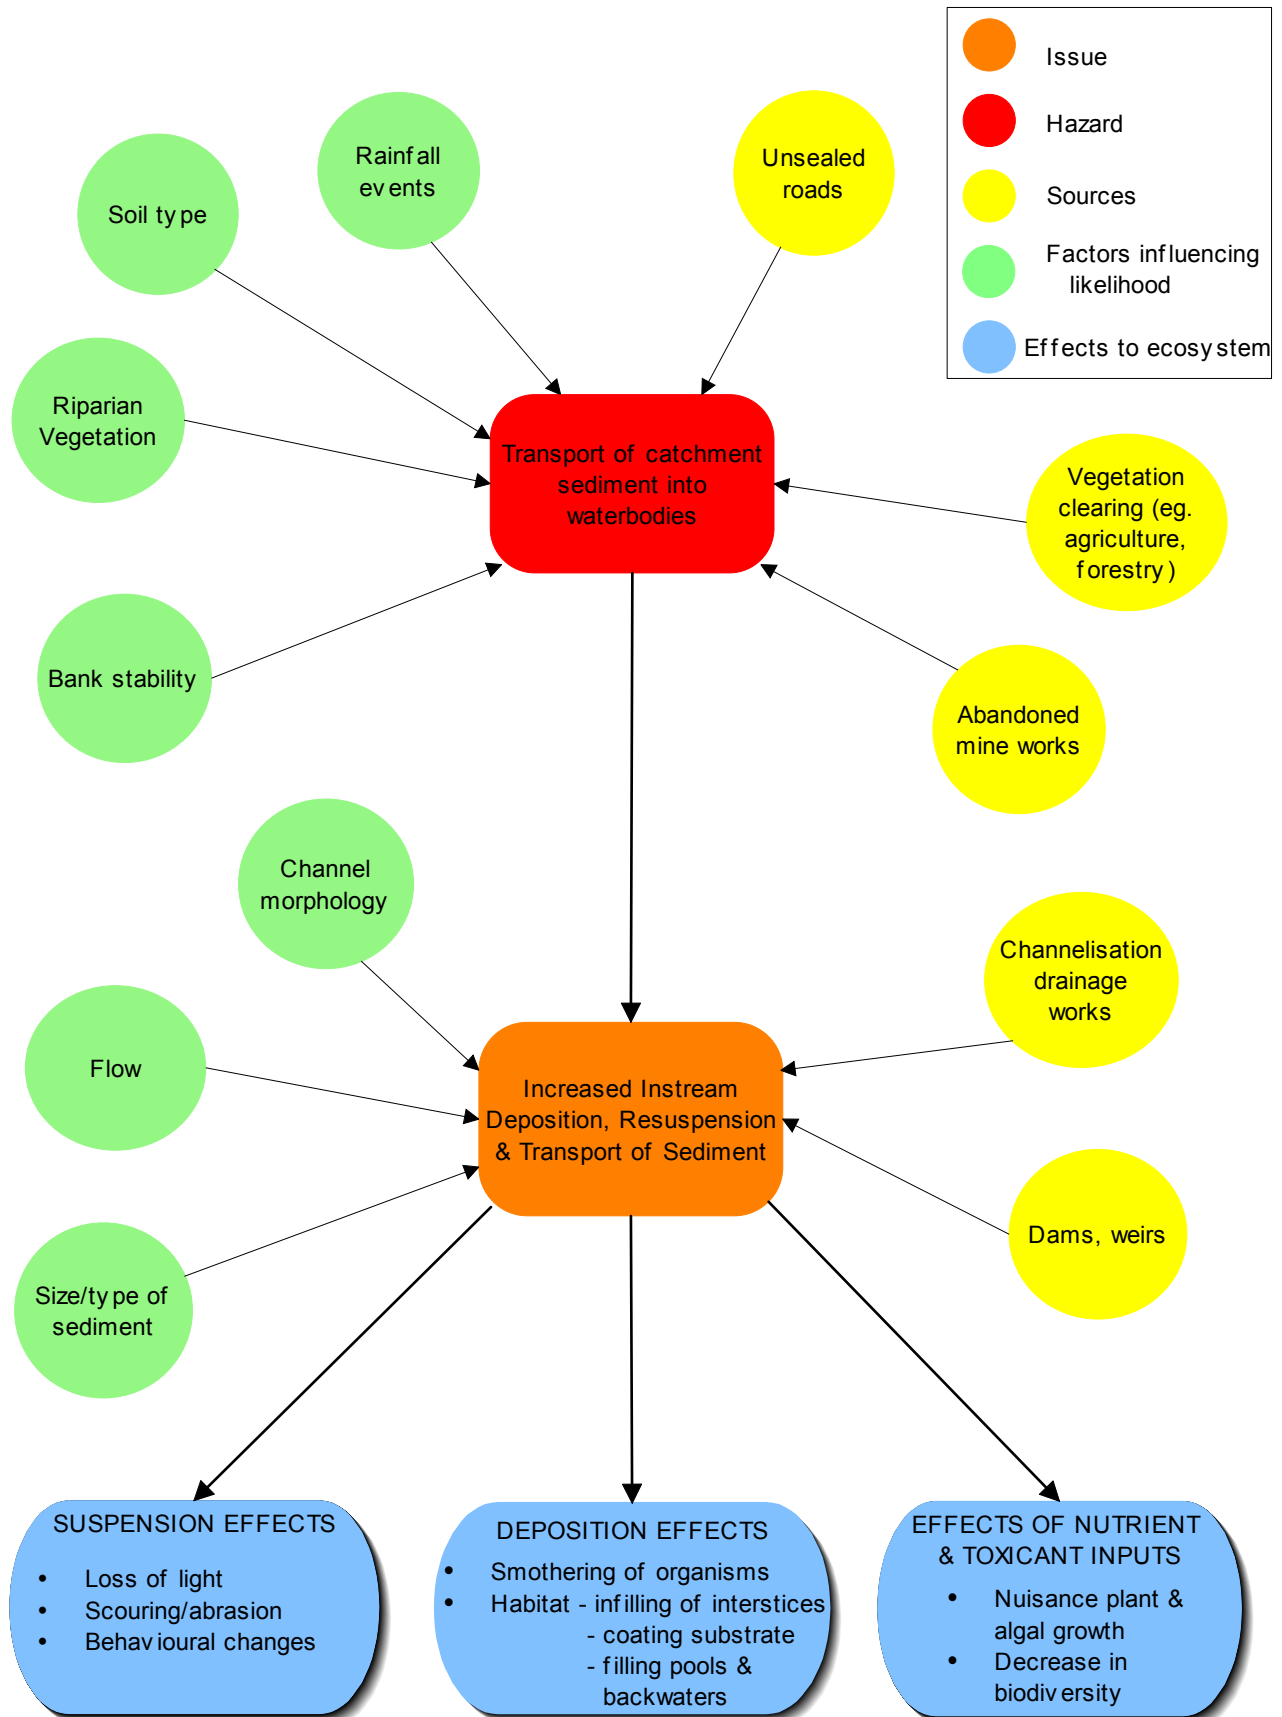 Issue
Hazard
Sources
Factors influencing
likelihood
Effects to ecosystem
Rainfall
events
Unsealed
roads
Soil type
Riparian
Vegetation
Transport of catchment
sediment into
waterbodies
Vegetation
clearing (eg.
agriculture,
forestry)
Bank stability
Abandoned
mine works
Channel
morphology
Channelisation
drainage
works
Flow
Increased Instream
Deposition, Resuspension
& Transport of Sediment
Dams, weirs
Size/type of
sediment
SUSPENSION EFFECTS
• Loss of light
• Scouring/abrasion
• Behavioural changes
DEPOSITION EFFECTS
• Smothering of organisms
• Habitat - infilling of interstices
- coating substrate
- filling pools &
backwaters
EFFECTS OF NUTRIENT
& TOXICANT INPUTS
• Nuisance plant &
algal growth
• Decrease in
biodiversity